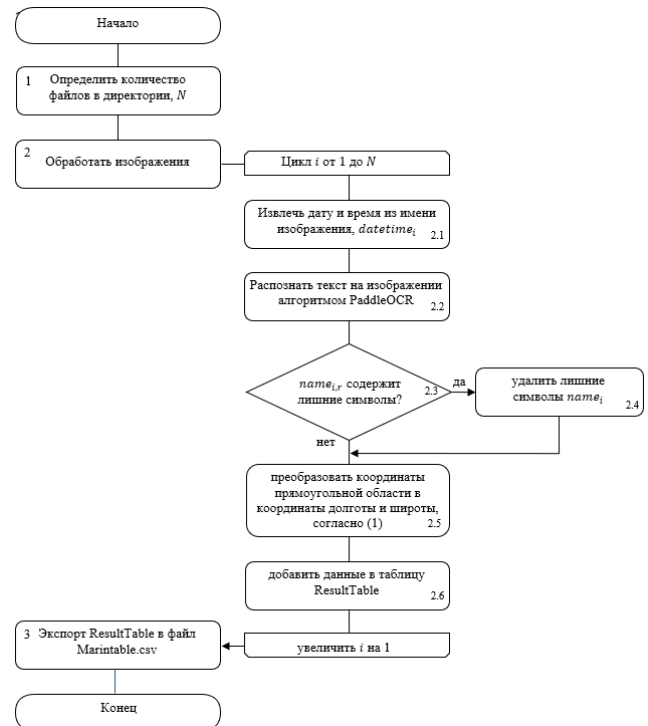 Начало
1
Определить количество
файлов в директории, N
2
Обработать изображения
Цикл i от 1 до N
Извлечь дату и время из имени
изображения, datetimeᵢ
2.1
Распознать текст на изображении
алгоритмом PaddleOCR
2.2
nameᵢ,ᵣ содержит
лишние символы?
2.3
да
удалить лишние
символы nameᵢ
2.4
нет
преобразовать координаты
прямоугольной области в
координаты долготы и широты,
согласно (1)
2.5
добавить данные в таблицу
ResultTable
2.6
увеличить i на 1
3 Экспорт ResultTable в файл
Marintable.csv
Конец